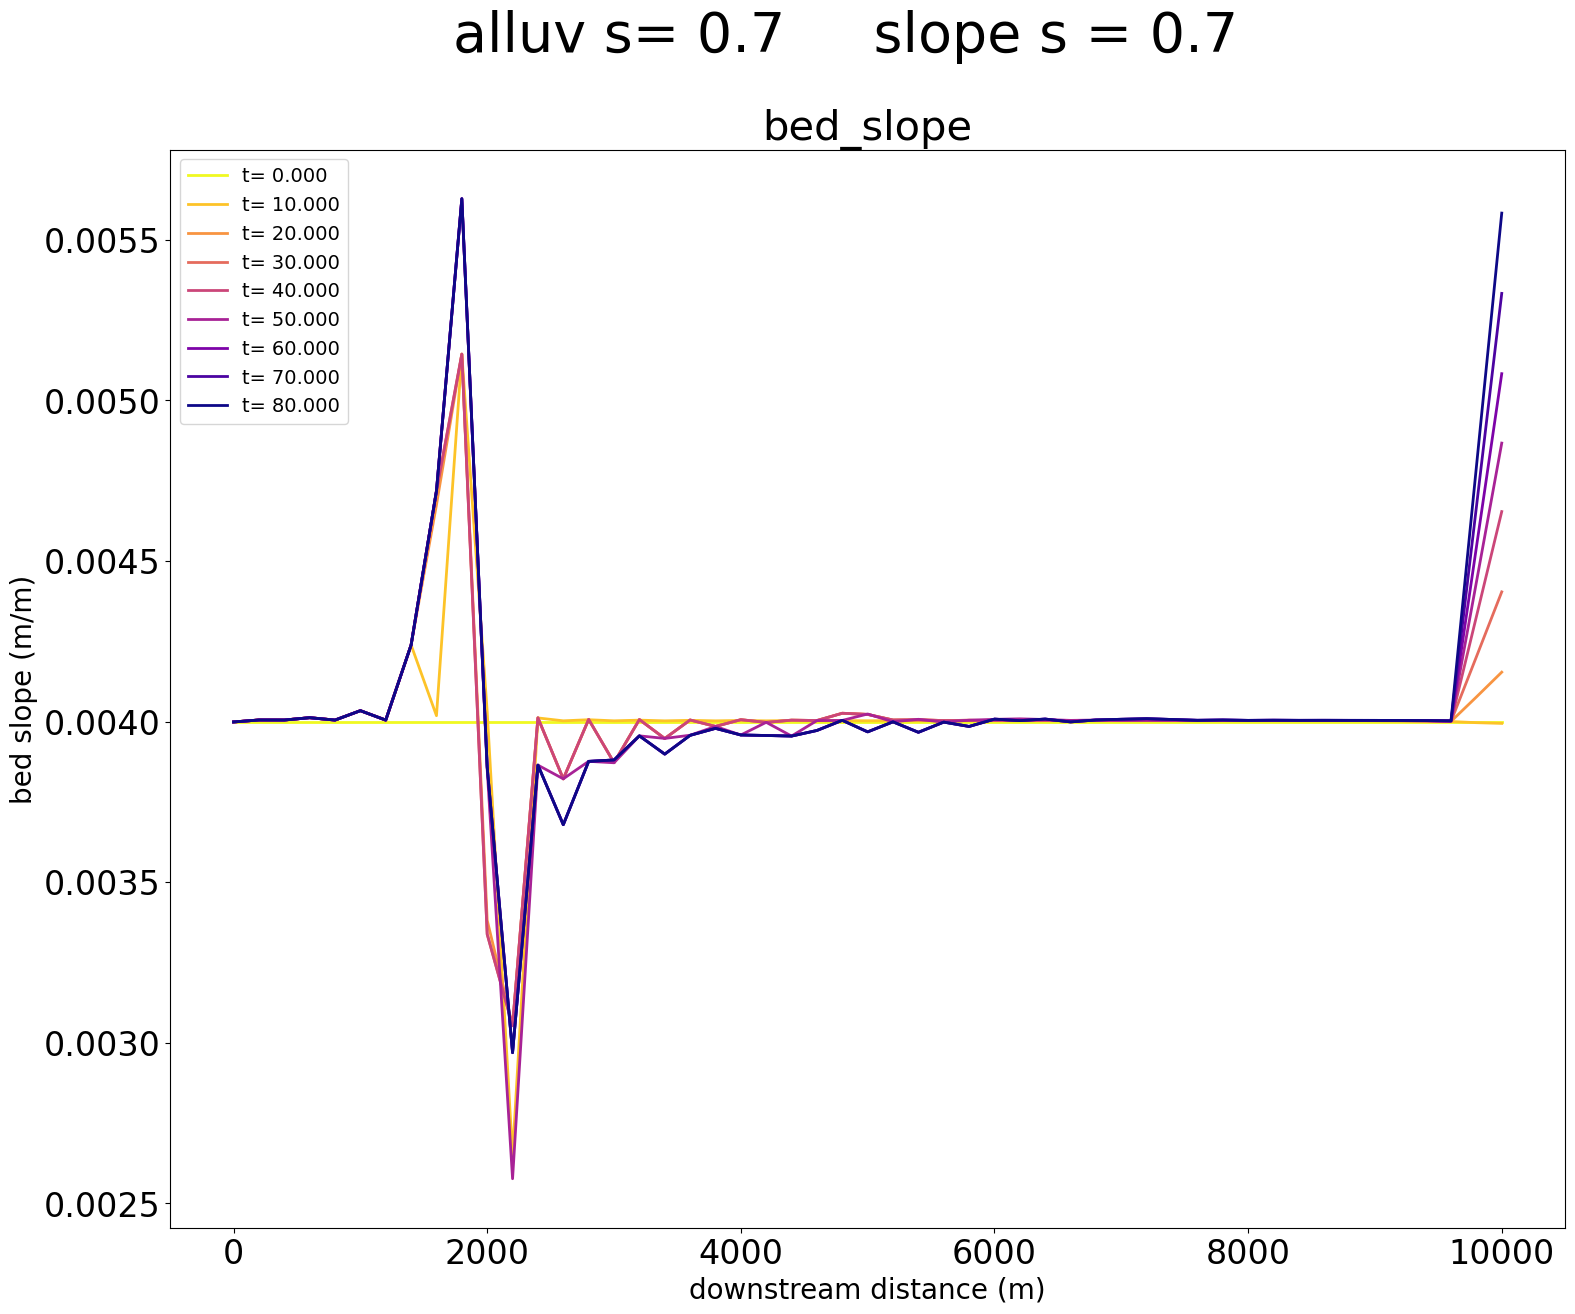 alluv s= 0.7 slope s = 0.7
bed_slope
t= 0.000
t= 10.000
t= 20.000
t= 30.000
t= 40.000
t= 50.000
t= 60.000
t= 70.000
t= 80.000
bed slope (m/m)
0.0055
0.0050
0.0045
0.0040
0.0035
0.0030
0.0025
0 2000 4000 6000 8000 10000
downstream distance (m)